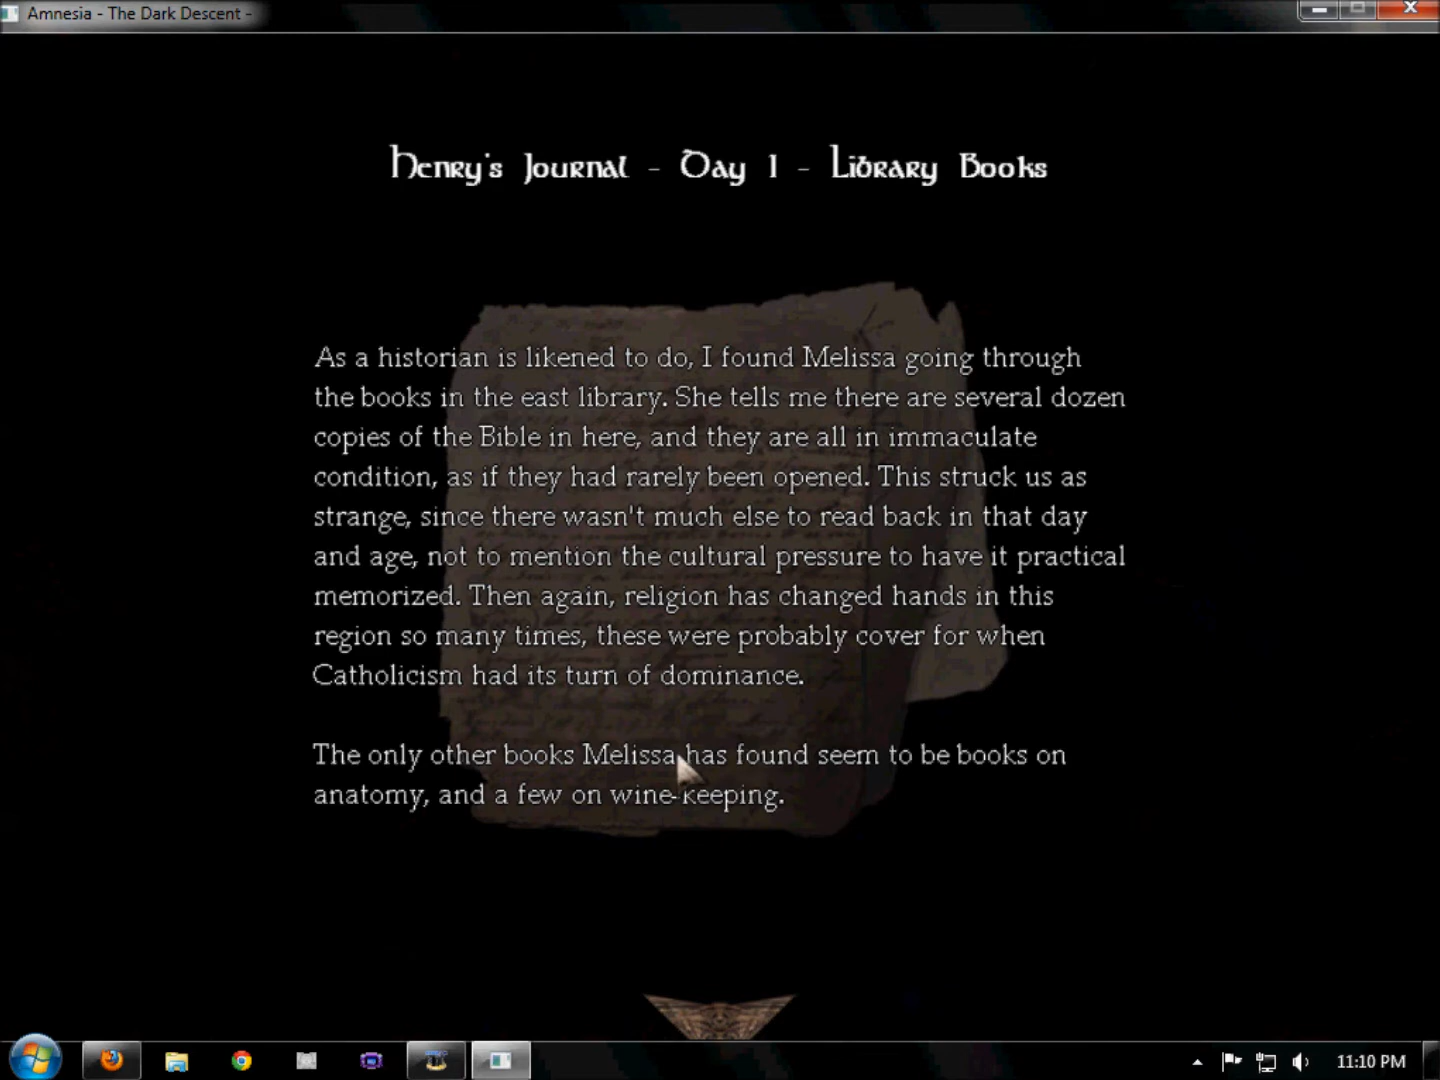 Amnesia - The Dark Descent -
Henry's Journal - Day 1 - Library Books
As a historian is likened to do, I found Melissa going through
the books in the east library. She tells me there are several dozen
copies of the Bible in here, and they are all in immaculate
condition, as if they had rarely been opened. This struck us as
strange, since there wasn't much else to read back in that day
and age, not to mention the cultural pressure to have it practical
memorized. Then again, religion has changed hands in this
region so many times, these were probably cover for when
Catholicism had its turn of dominance.
The only other books Melissa has found seem to be books on
anatomy, and a few on wine-keeping.
11:10 PM